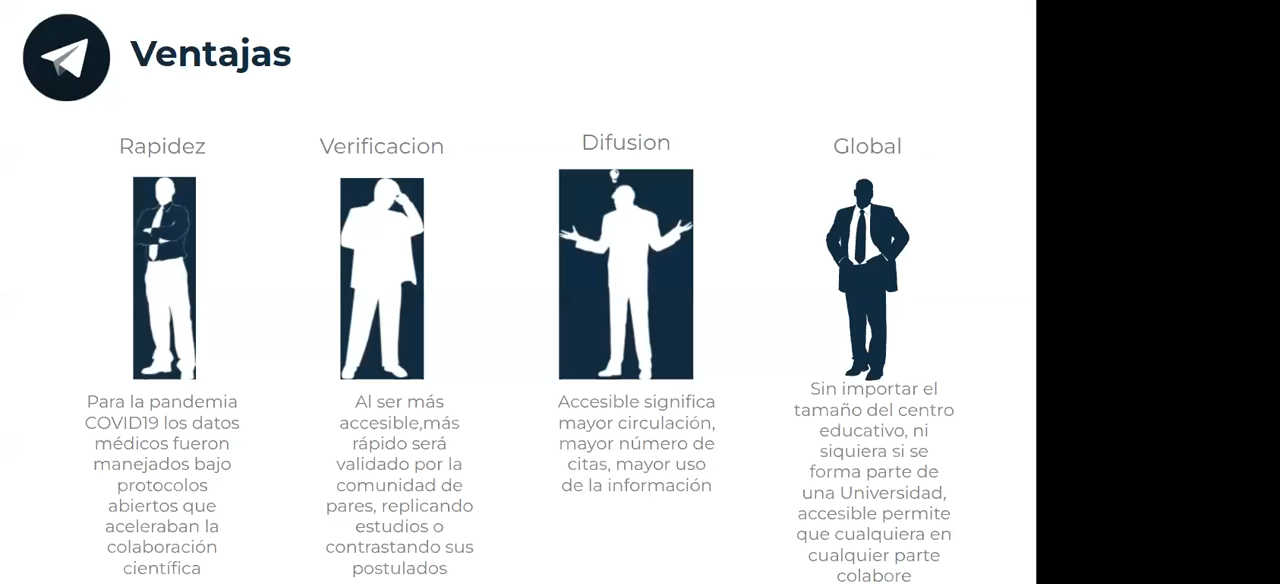 Ventajas
Rapidez
Para la pandemia
COVID19 los datos
médicos fueron
manejados bajo
protocolos
abiertos que
aceleraban la
colaboración
científica
Verificacion
Al ser más
accesible,más
rápido será
validado por la
comunidad de
pares, replicando
estudios o
contrastando sus
postulados
Difusion
Accesible significa
mayor circulación,
mayor número de
citas, mayor uso
de la información
Global
Sin importar el
tamaño del centro
educativo, ni
siquiera si se
forma parte de
una Universidad,
accesible permite
que cualquiera en
cualquier parte
colabore